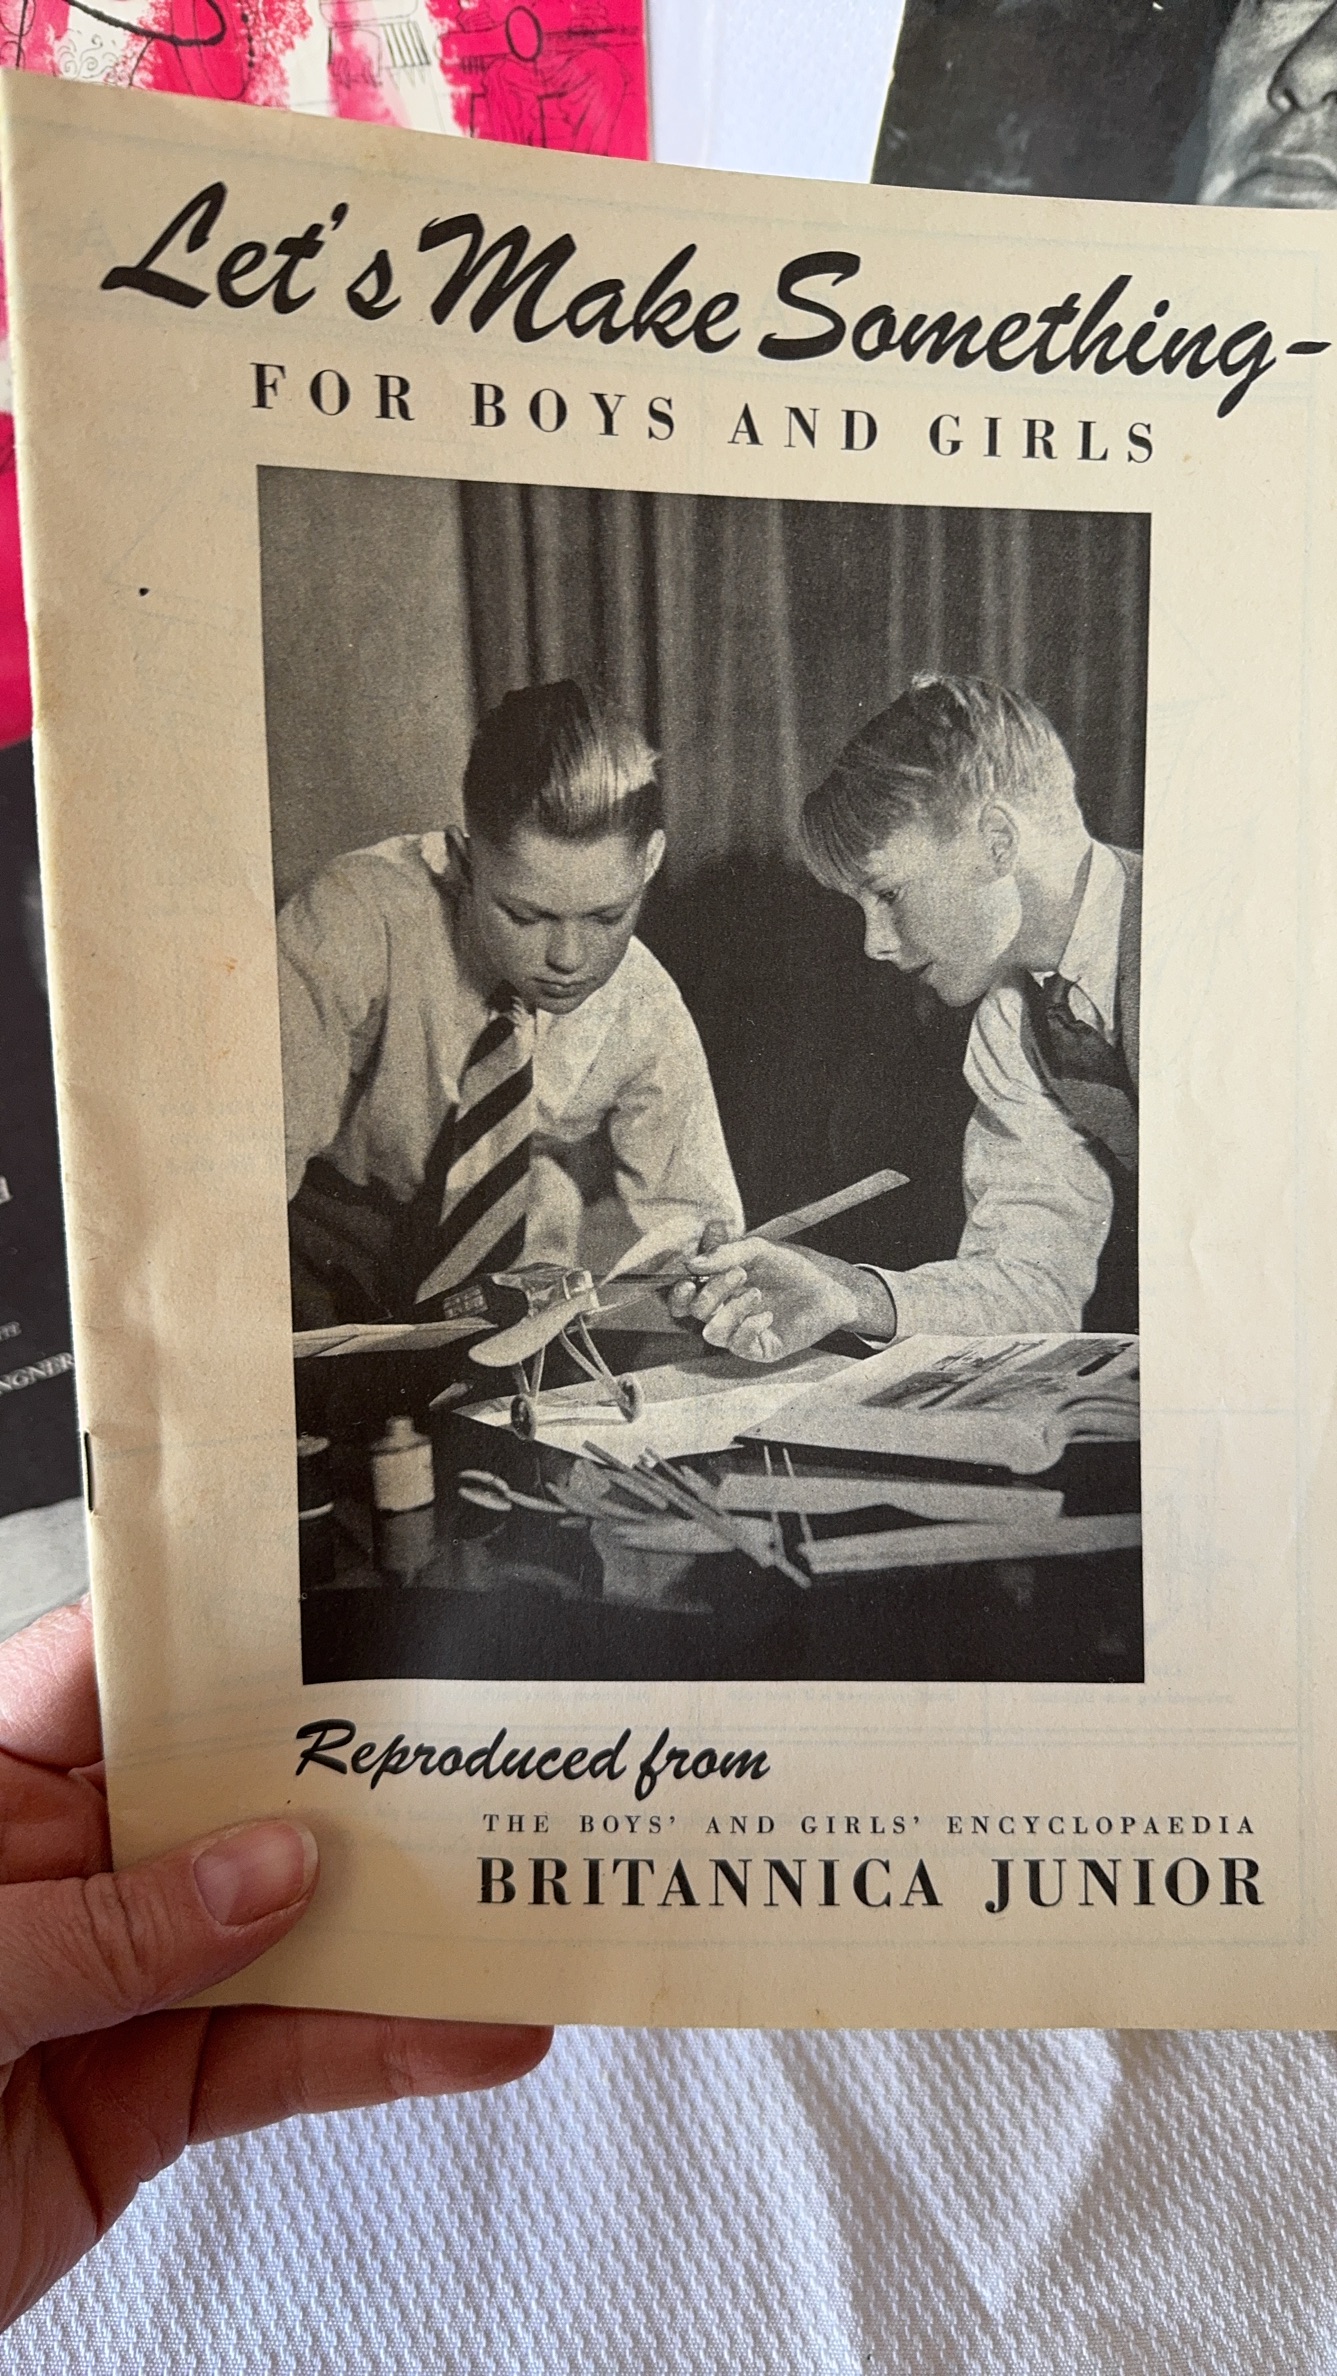 Let's Make Something-
FOR BOYS AND GIRLS
Reproduced from
THE BOYS' AND GIRLS' ENCYCLOPAEDIA
BRITANNICA JUNIOR